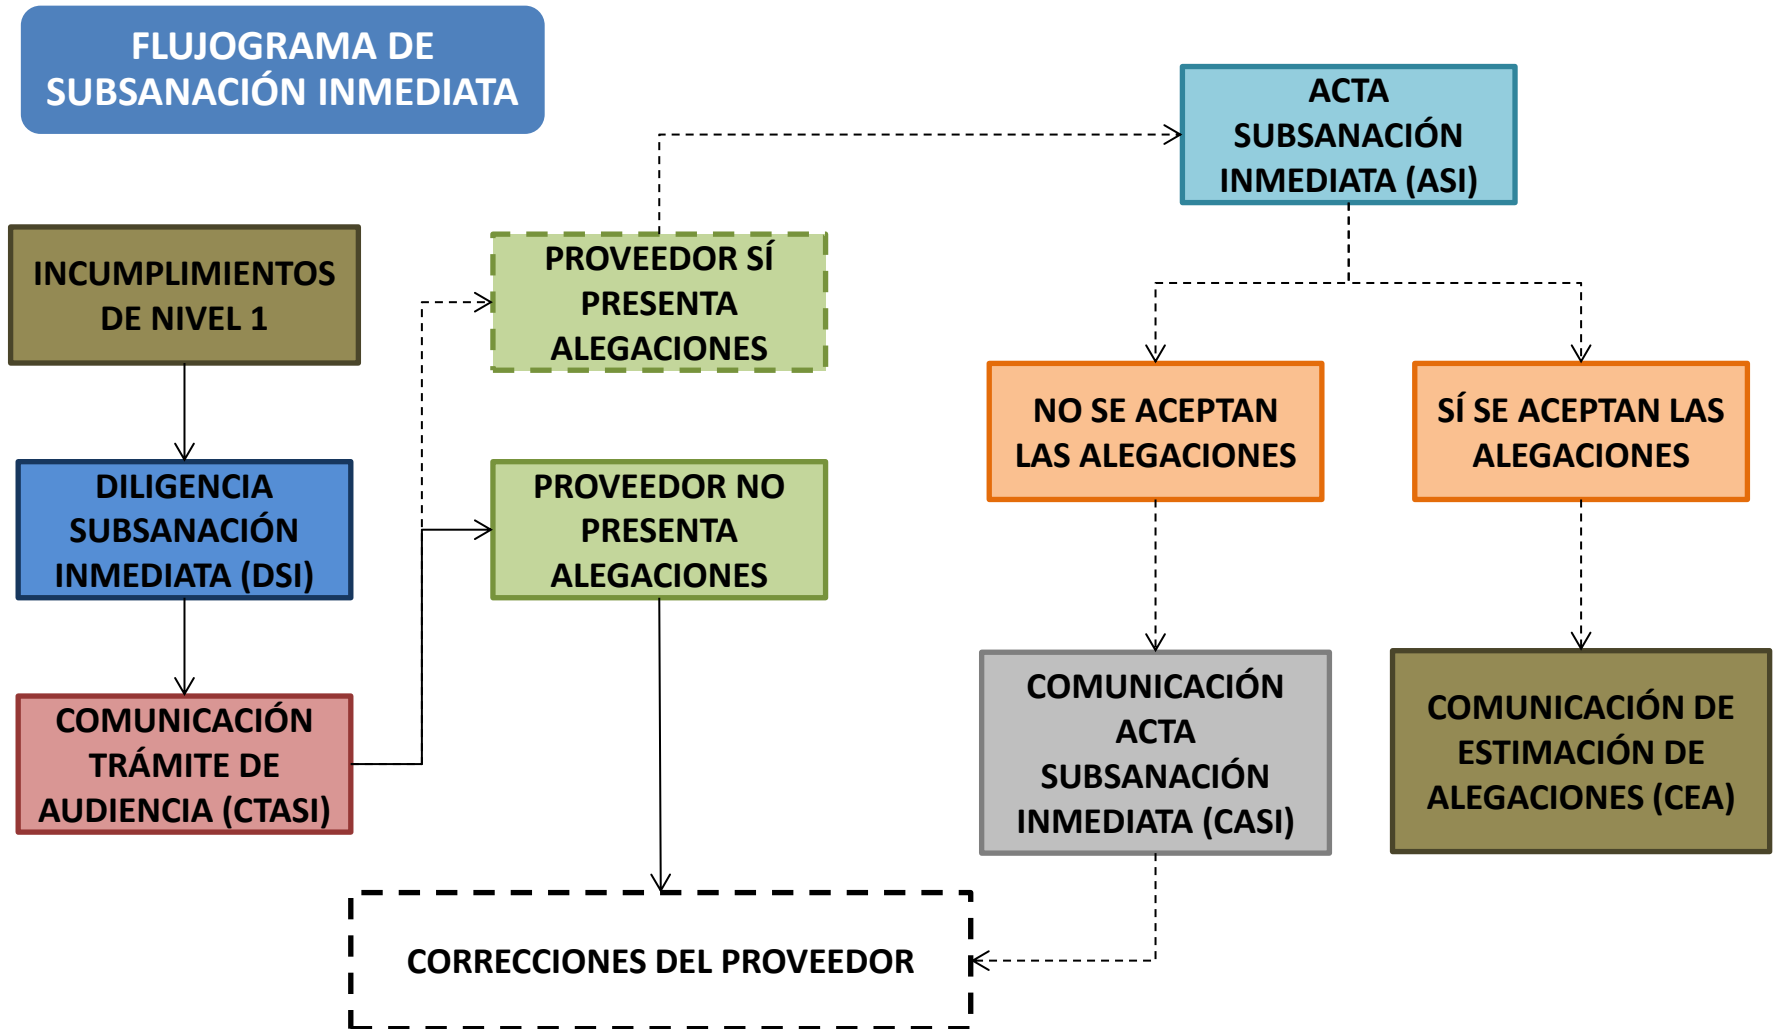 FLUJOGRAMA DE
SUBSANACIÓN INMEDIATA
ACTA
SUBSANACIÓN
INMEDIATA (ASI)
INCUMPLIMIENTOS
DE NIVEL 1
PROVEEDOR SÍ
PRESENTA
ALEGACIONES
NO SE ACEPTAN
LAS ALEGACIONES
SÍ SE ACEPTAN LAS
ALEGACIONES
DILIGENCIA
SUBSANACIÓN
INMEDIATA (DSI)
PROVEEDOR NO
PRESENTA
ALEGACIONES
COMUNICACIÓN
TRÁMITE DE
AUDIENCIA (CTASI)
COMUNICACIÓN
ACTA
SUBSANACIÓN
INMEDIATA (CASI)
COMUNICACIÓN DE
ESTIMACIÓN DE
ALEGACIONES (CEA)
CORRECCIONES DEL PROVEEDOR